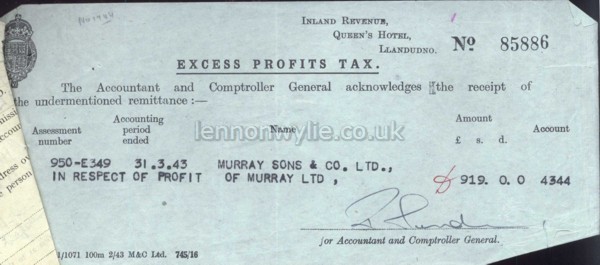 INLAND REVENUE,
QUEEN'S HOTEL,
LLANDUDNO.
No 85886
EXCESS PROFITS TAX.
The Accountant and Comptroller General acknowledges the receipt of
the undermentioned remittance :—
Assessment number
Accounting period ended
Name
Amount
£ s. d.
Account
lennonwylie.co.uk
950-E349 31.3.43 MURRAY SONS & CO. LTD.,
IN RESPECT OF PROFIT OF MURRAY LTD , 919. 0. 0 4344
for Accountant and Comptroller General.
1/1071 100m 2/43 M&C Ltd. 745/16